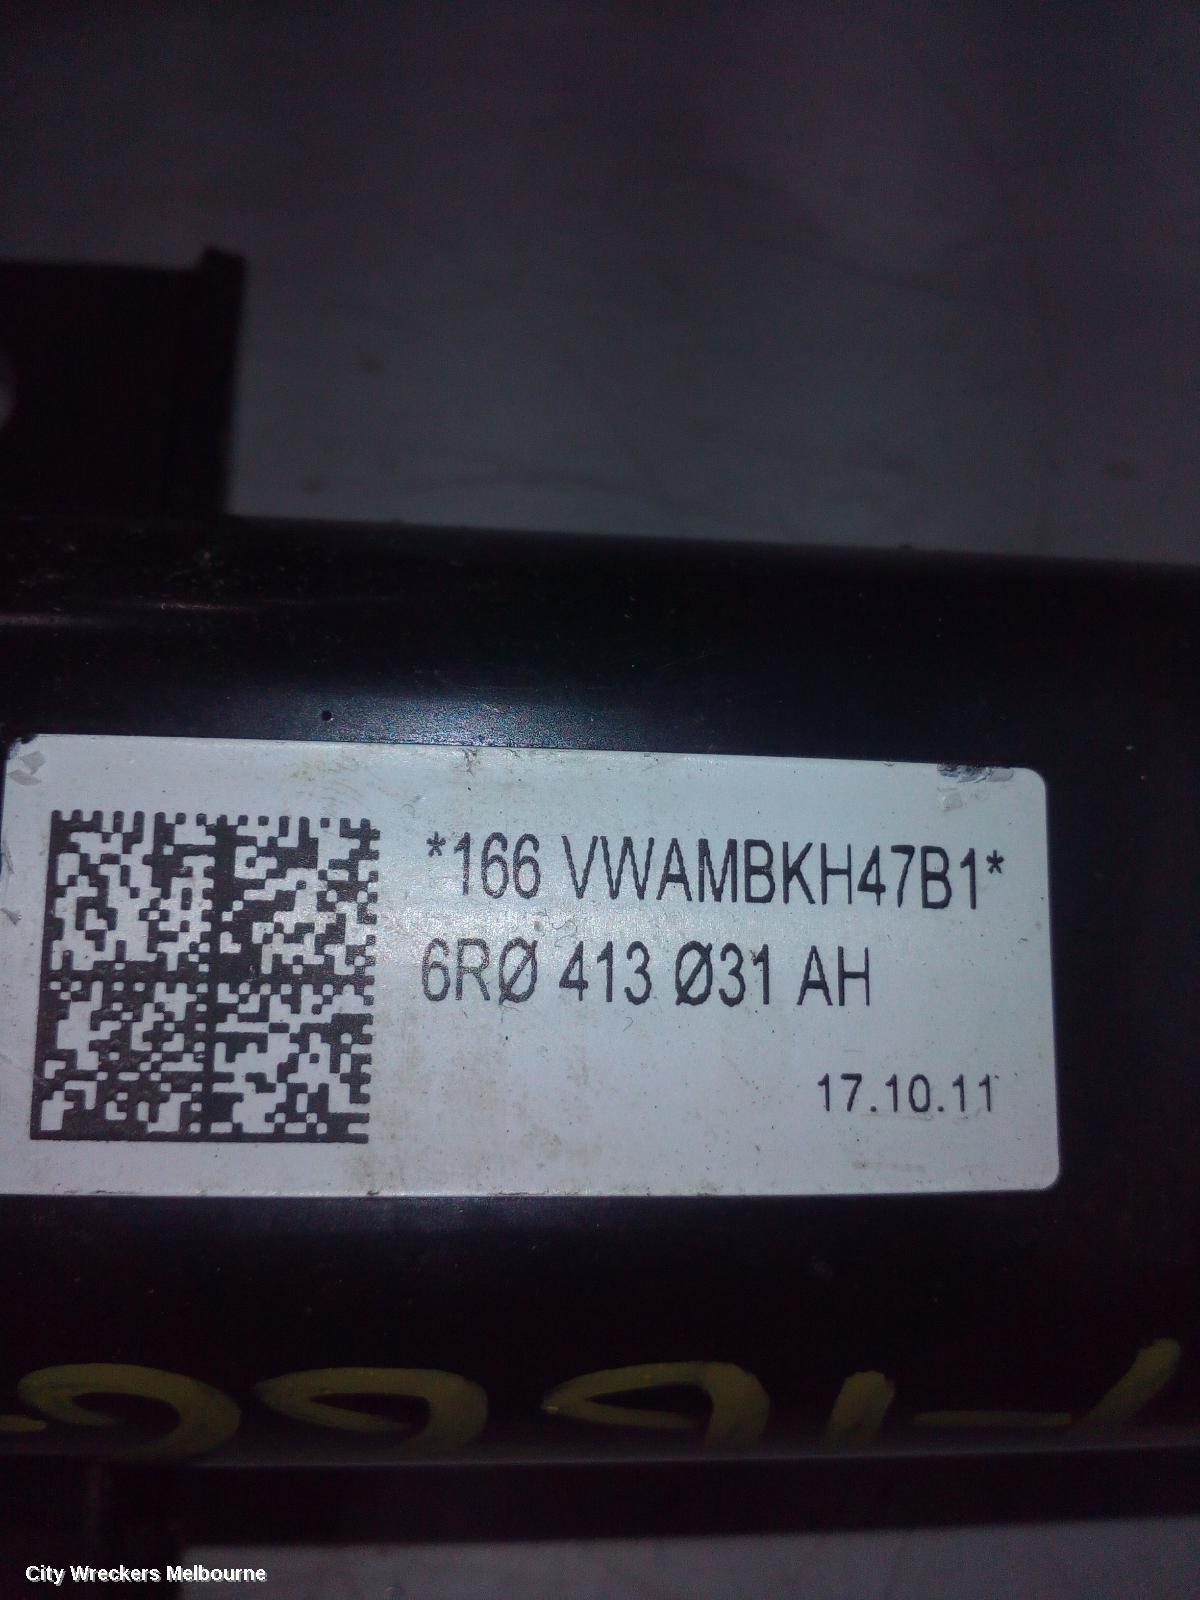 *166 VWAMBKH47B1*
6RØ 413 Ø31 AH
17.10.11
City Wreckers Melbourne